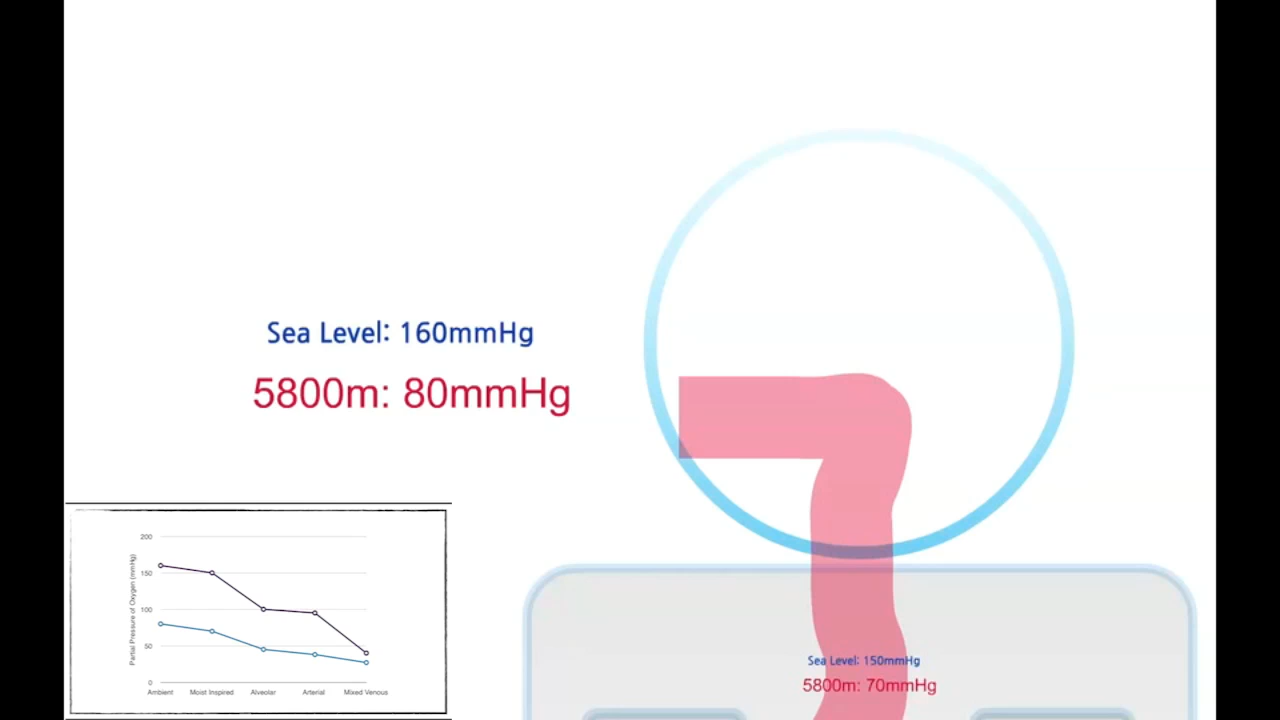 Sea Level: 160mmHg
5800m: 80mmHg
Sea Level: 150mmHg
5800m: 70mmHg
Partial Pressure of Oxygen (mmHg)
200
150
100
50
0
Ambient Moist Inspired Alveolar Arterial Mixed Venous